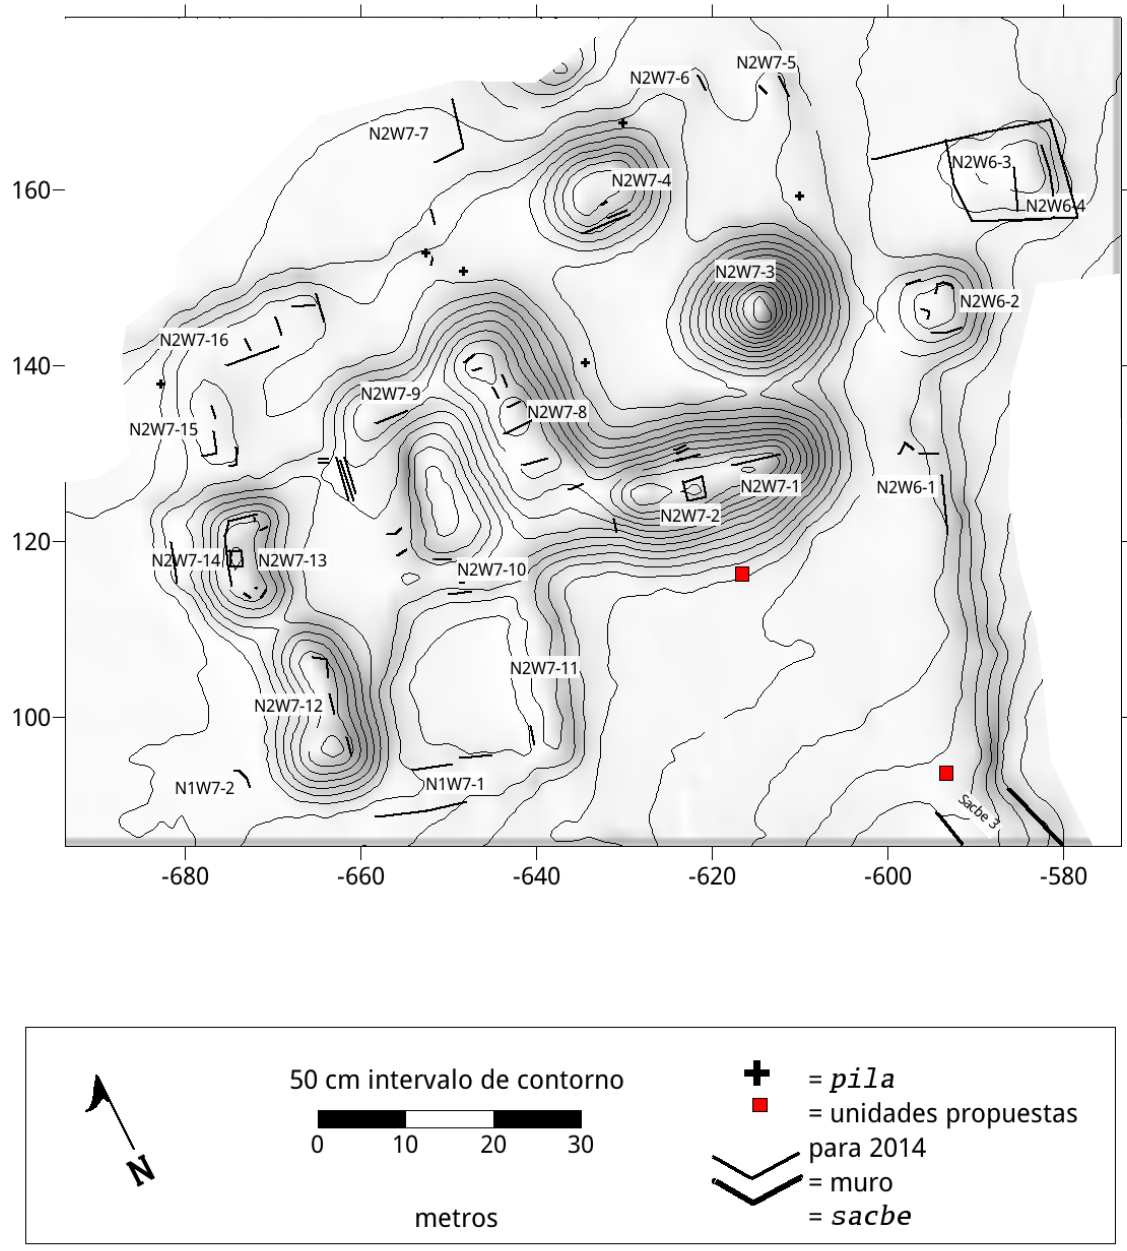 N2W7-5
N2W7-6
N2W7-7
N2W6-3
N2W7-4
160
N2W6-4
N2W7-3
N2W6-2
N2W7-16
140
N2W7-9
N2W7-8
N2W7-15
N2W7-1
N2W6-1
N2W7-2
120
N2W7-14
N2W7-13
N2W7-10
N2W7-11
N2W7-12
100
N1W7-2
N1W7-1
Sacbe 3
-680 -660 -640 -620 -600 -580
50 cm intervalo de contorno
0 10 20 30
metros
N
= pila
= unidades propuestas
para 2014
= muro
= sacbe